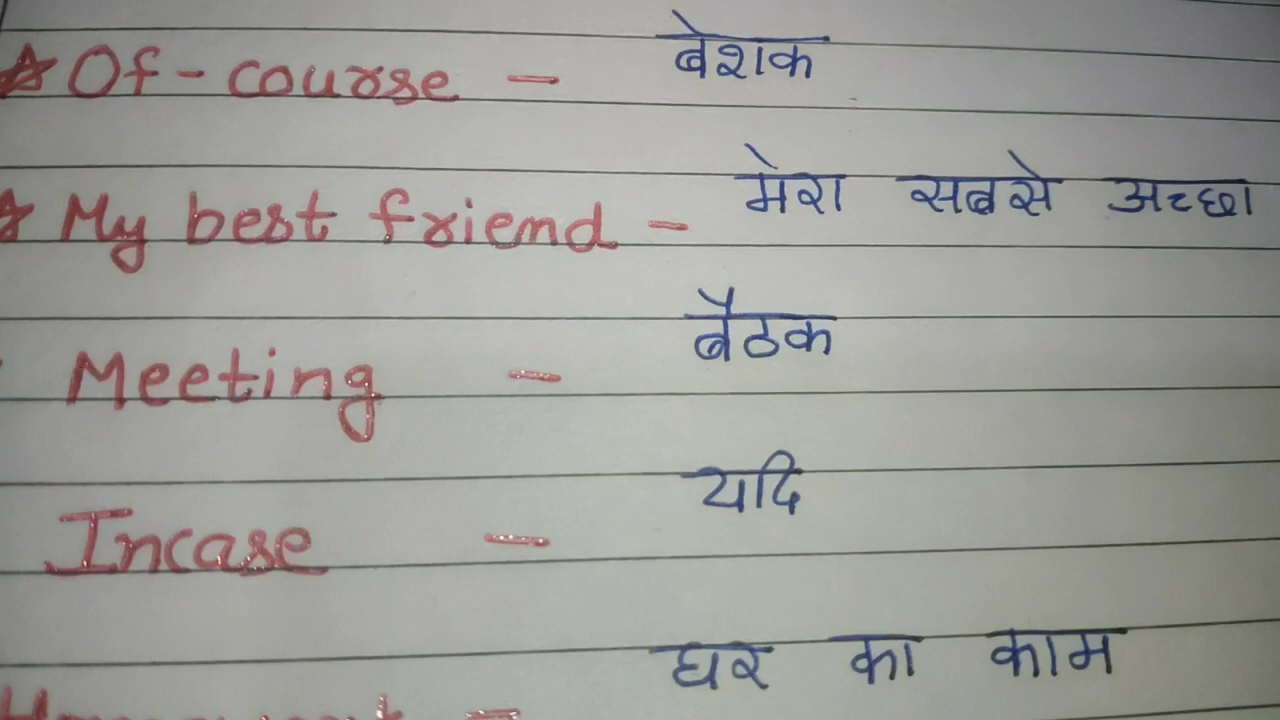 Of-course - बेशक
My best friend - मेरा सबसे अच्छा
Meeting - बैठक
Incase - यदि
घर का काम